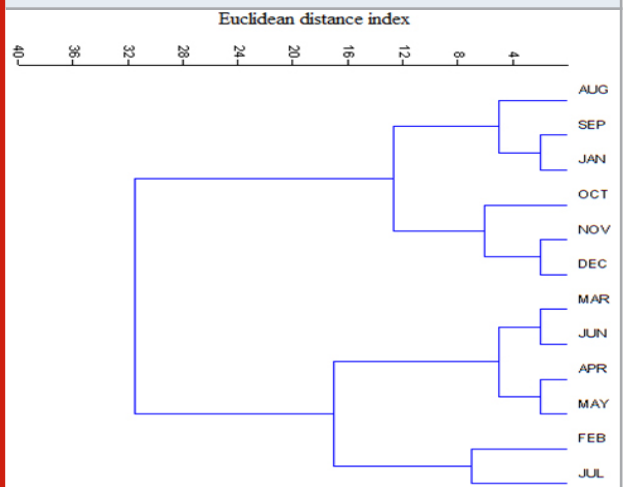 Euclidean distance index
40 36 32 28 24 20 16 12 8 4
AUG
SEP
JAN
OCT
NOV
DEC
MAR
JUN
APR
MAY
FEB
JUL